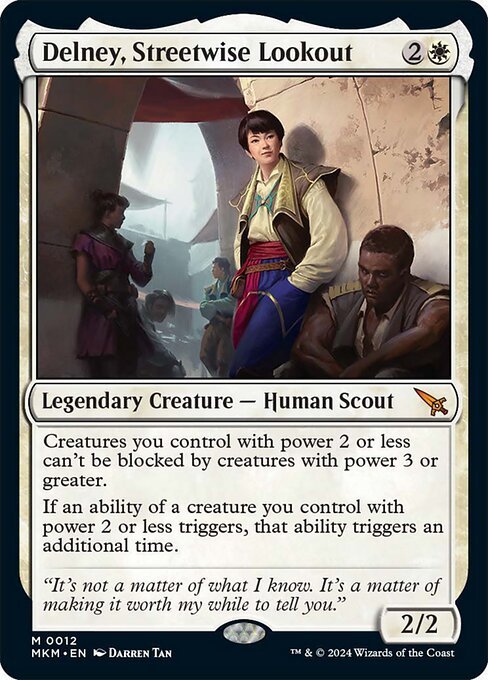 Delney, Streetwise Lookout 2
Legendary Creature — Human Scout
Creatures you control with power 2 or less
can't be blocked by creatures with power 3 or
greater.
If an ability of a creature you control with
power 2 or less triggers, that ability triggers an
additional time.
"It's not a matter of what I know. It's a matter of
making it worth my while to tell you."
2/2
M 0012
MKM • EN DARREN TAN
™ & © 2024 Wizards of the Coast